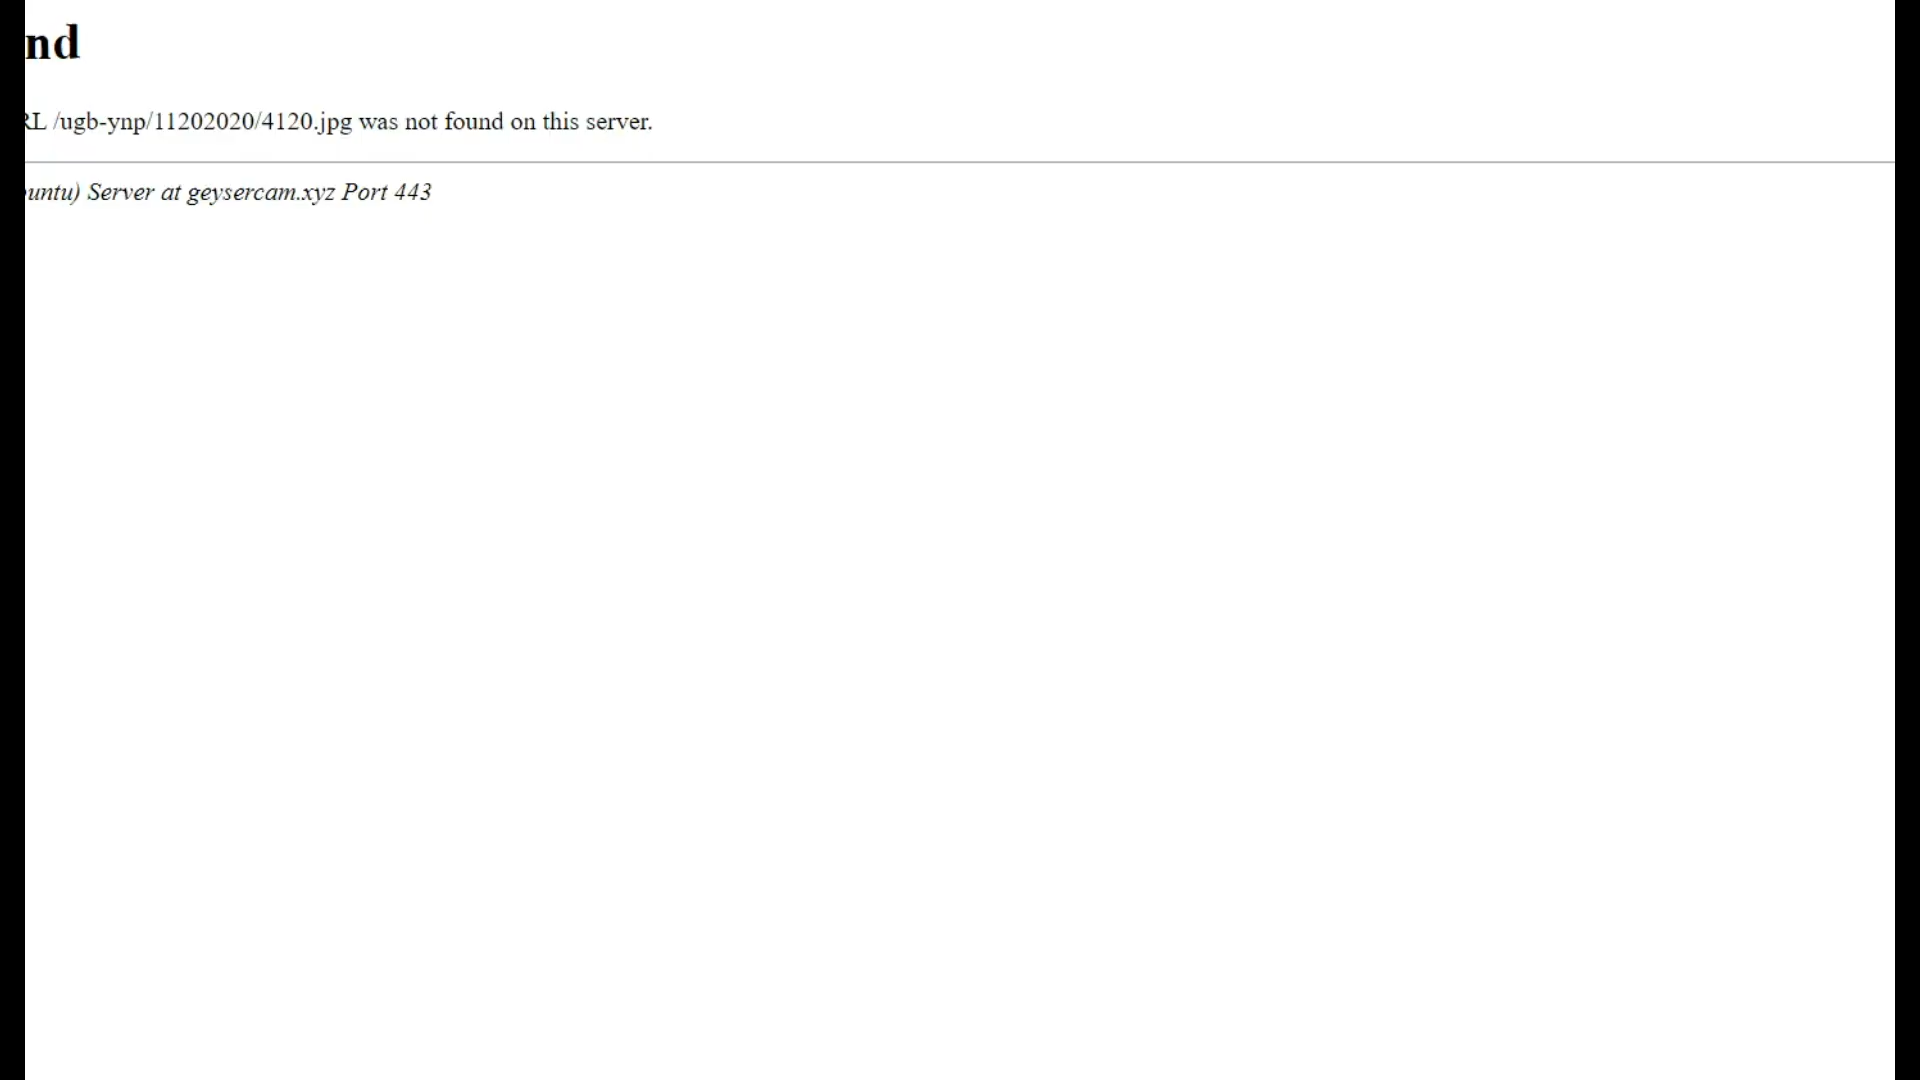 nd
RL /ugb-ynp/11202020/4120.jpg was not found on this server.
untu) Server at geysercam.xyz Port 443